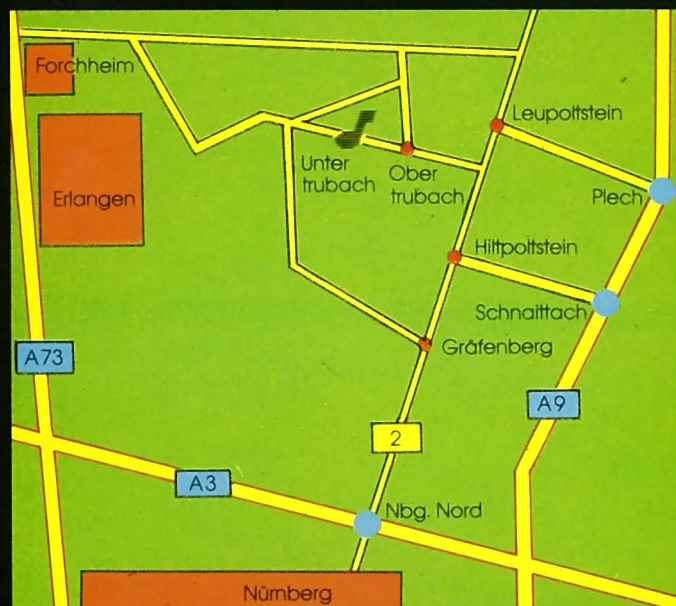 Forchheim
Leupoltstein
Unter
trubach
Ober
trubach
Erlangen
Plech
Hiltpoltstein
Schnaittach
Gräfenberg
A73
A9
2
A3
Nbg. Nord
Nürnberg